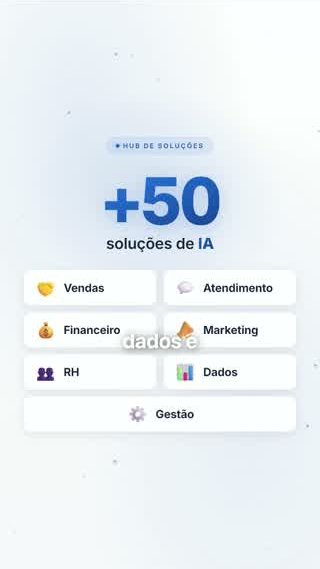 HUB DE SOLUÇÕES
+50
soluções de IA
Vendas
Atendimento
Financeiro
Marketing
dados e
RH
Dados
Gestão